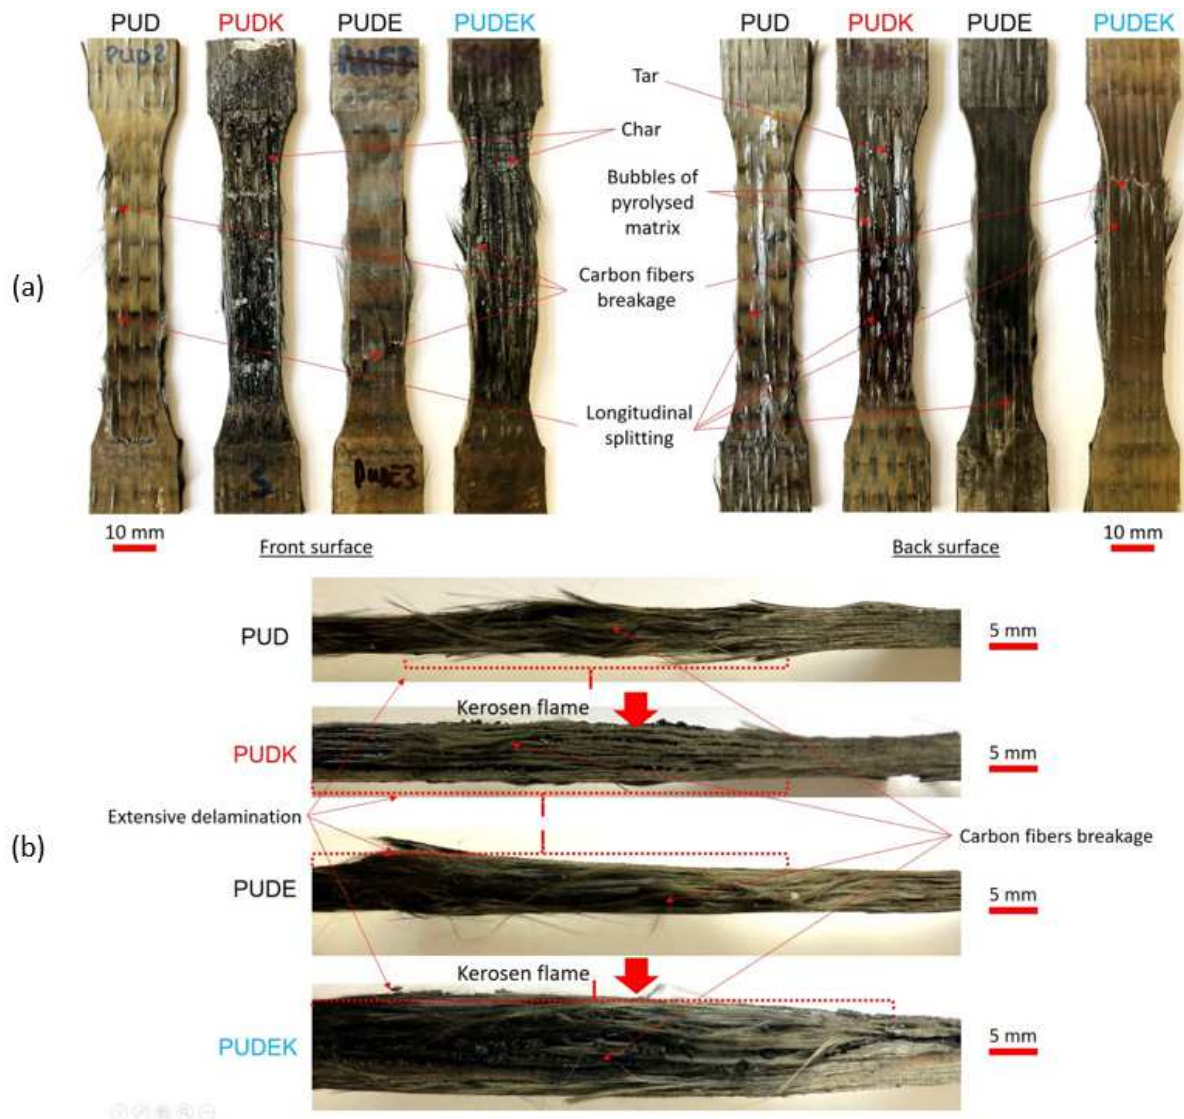 PUD PUDK PUDE PUDEK PUD PUDK PUDE PUDEK
PUD2
PUDE3
Tar
Char
Bubbles of
pyrolysed
matrix
(a)
Carbon fibers
breakage
Longitudinal
splitting
S
PUDE3
10 mm
Front surface
Back surface
10 mm
PUD
5 mm
Kerosen flame
PUDK
5 mm
Extensive delamination
Carbon fibers breakage
(b)
PUDE
5 mm
Kerosen flame
PUDEK
5 mm